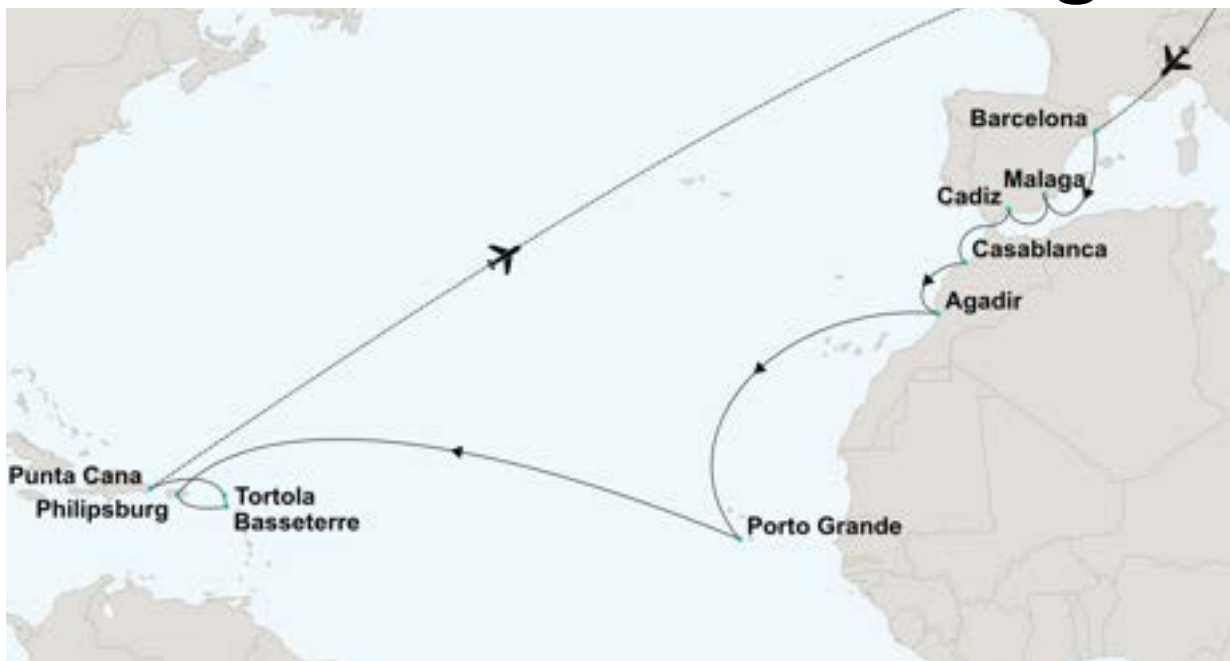 Barcelona
Malaga
Cadiz
Casablanca
Agadir
Punta Cana
Philipsburg
Tortola
Basseterre
Porto Grande